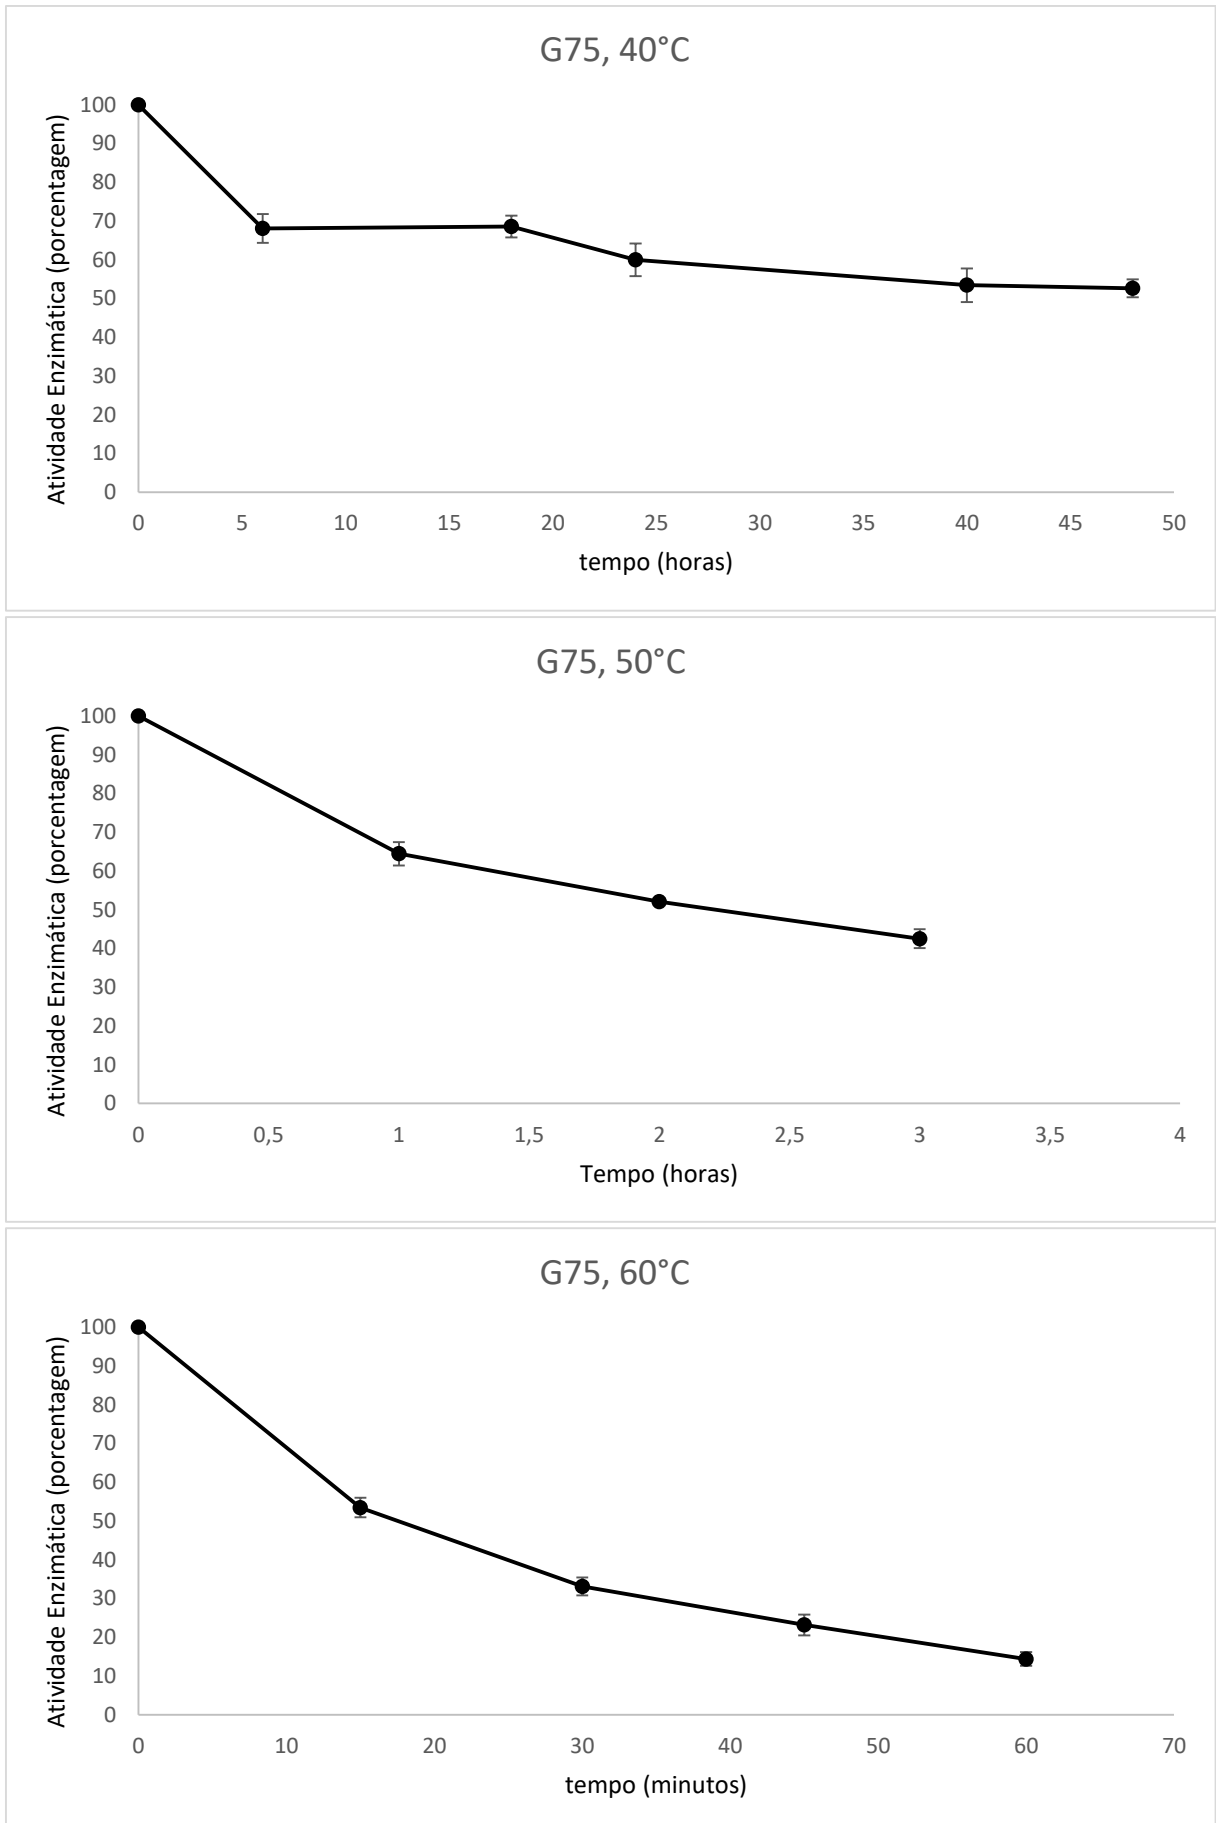 G75, 40°C
Atividade Enzimática (porcentagem)
100
90
80
70
60
50
40
30
20
10
0
0 5 10 15 20 25 30 35 40 45 50
tempo (horas)
G75, 50°C
Atividade Enzimática (porcentagem)
100
90
80
70
60
50
40
30
20
10
0
0 0,5 1 1,5 2 2,5 3 3,5 4
Tempo (horas)
G75, 60°C
Atividade Enzimática (porcentagem)
100
90
80
70
60
50
40
30
20
10
0
0 10 20 30 40 50 60 70
tempo (minutos)